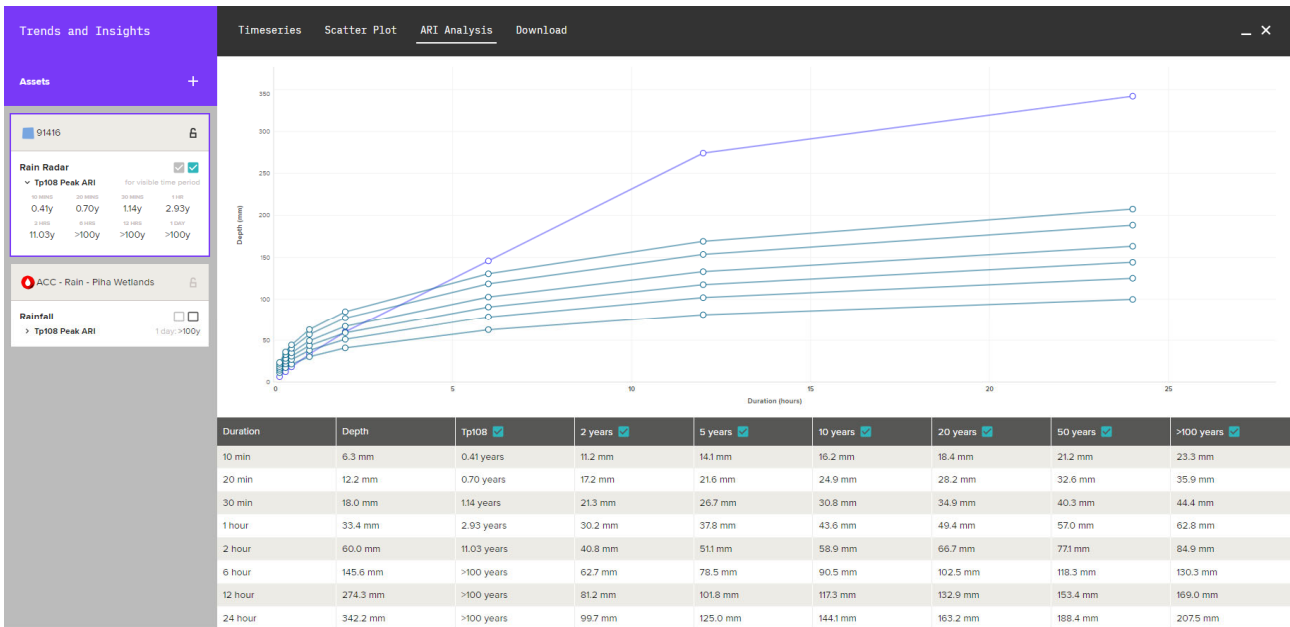 Trends and Insights
Timeseries Scatter Plot ARI Analysis Download
Assets +
91416
Rain Radar
Tp108 Peak ARI for visible time period
10 MINS 20 MINS 30 MINS 1 HR
0.41y 0.70y 1.14y 2.93y
2 HRS 6 HRS 12 HRS 1 DAY
11.03y >100y >100y >100y
ACC - Rain - Piha Wetlands
Rainfall
Tp108 Peak ARI 1 day: >100y
350
300
250
200
150
100
50
0
Depth (mm)
0 5 10 15 20 25
Duration (hours)
Duration Depth Tp108 2 years 5 years 10 years 20 years 50 years >100 years
10 min 6.3 mm 0.41 years 11.2 mm 14.1 mm 16.2 mm 18.4 mm 21.2 mm 23.3 mm
20 min 12.2 mm 0.70 years 17.2 mm 21.6 mm 24.9 mm 28.2 mm 32.6 mm 35.9 mm
30 min 18.0 mm 1.14 years 21.3 mm 26.7 mm 30.8 mm 34.9 mm 40.3 mm 44.4 mm
1 hour 33.4 mm 2.93 years 30.2 mm 37.8 mm 43.6 mm 49.4 mm 57.0 mm 62.8 mm
2 hour 60.0 mm 11.03 years 40.8 mm 51.1 mm 58.9 mm 66.7 mm 77.1 mm 84.9 mm
6 hour 145.6 mm >100 years 62.7 mm 78.5 mm 90.5 mm 102.5 mm 118.3 mm 130.3 mm
12 hour 274.3 mm >100 years 81.2 mm 101.8 mm 117.3 mm 132.9 mm 153.4 mm 169.0 mm
24 hour 342.2 mm >100 years 99.7 mm 125.0 mm 144.1 mm 163.2 mm 188.4 mm 207.5 mm